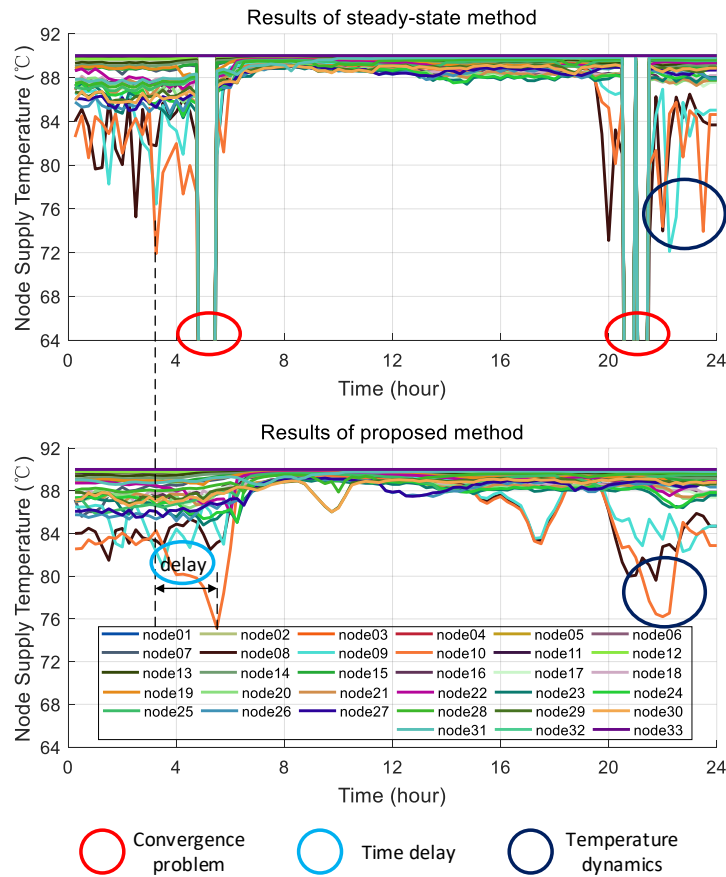 Results of steady-state method
Node Supply Temperature (℃)
92
88
84
80
76
72
68
64
0 4 8 12 16 20 24
Time (hour)
Results of proposed method
Node Supply Temperature (℃)
92
88
84
80
76
72
68
64
delay
node01 node02 node03 node04 node05 node06
node07 node08 node09 node10 node11 node12
node13 node14 node15 node16 node17 node18
node19 node20 node21 node22 node23 node24
node25 node26 node27 node28 node29 node30
node31 node32 node33
0 4 8 12 16 20 24
Time (hour)
Convergence
problem
Time delay
Temperature
dynamics